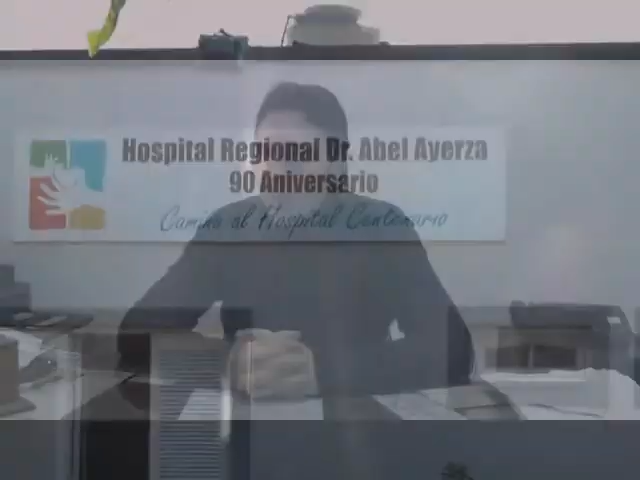 Hospital Regional Dr. Abel Ayerza
90 Aniversario
Camino al Hospital Centenario